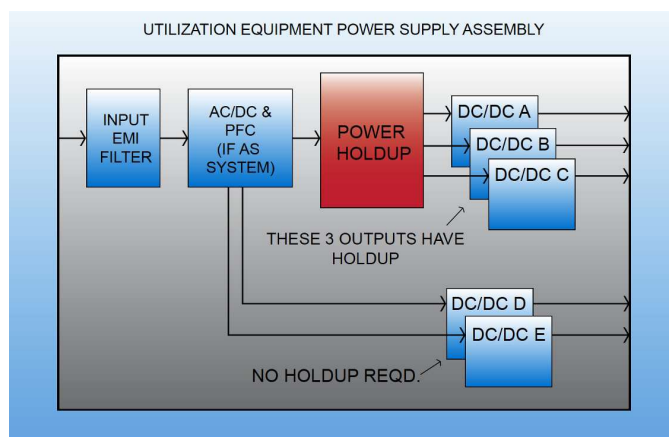 UTILIZATION EQUIPMENT POWER SUPPLY ASSEMBLY
INPUT
EMI
FILTER
AC/DC &
PFC
(IF AS
SYSTEM)
POWER
HOLDUP
DC/DC A
DC/DC B
DC/DC C
THESE 3 OUTPUTS HAVE
HOLDUP
DC/DC D
DC/DC E
NO HOLDUP REQD.